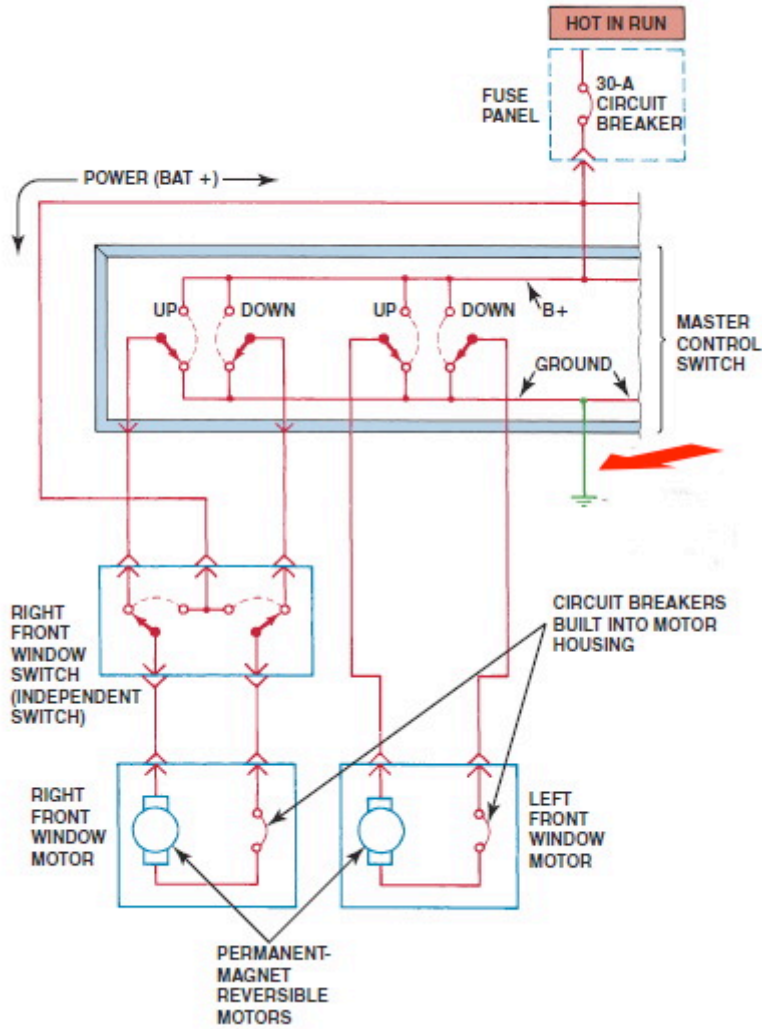 HOT IN RUN
FUSE
PANEL
30-A
CIRCUIT
BREAKER
POWER (BAT +)
UP
DOWN
UP
DOWN
B+
GROUND
MASTER
CONTROL
SWITCH
RIGHT
FRONT
WINDOW
SWITCH
(INDEPENDENT
SWITCH)
CIRCUIT BREAKERS
BUILT INTO MOTOR
HOUSING
RIGHT
FRONT
WINDOW
MOTOR
LEFT
FRONT
WINDOW
MOTOR
PERMANENT-
MAGNET
REVERSIBLE
MOTORS